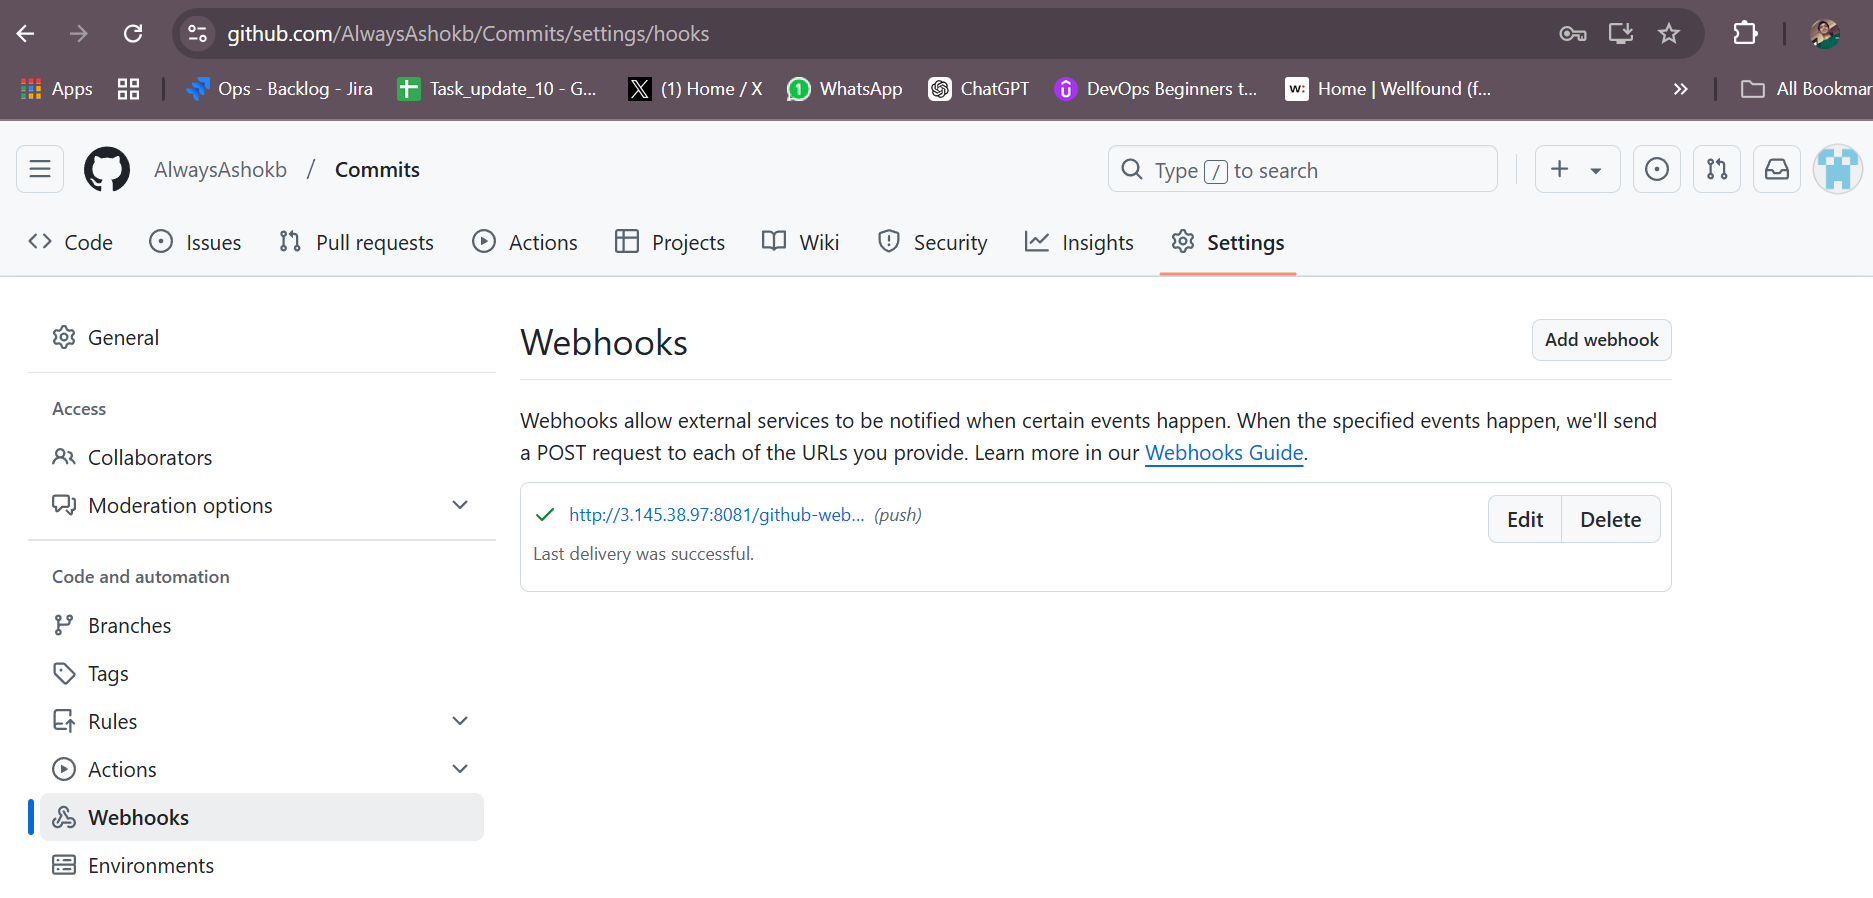 github.com/AlwaysAshokb/Commits/settings/hooks
Apps Ops - Backlog - Jira Task_update_10 - G... X (1) Home / X 1 WhatsApp ChatGPT DevOps Beginners t... w: Home | Wellfound (f... » All Bookmar
AlwaysAshokb / Commits Type / to search
Code Issues Pull requests Actions Projects Wiki Security Insights Settings
General
Access
Collaborators
Moderation options
Code and automation
Branches
Tags
Rules
Actions
Webhooks
Environments
Webhooks Add webhook
Webhooks allow external services to be notified when certain events happen. When the specified events happen, we'll send
a POST request to each of the URLs you provide. Learn more in our Webhooks Guide.
http://3.145.38.97:8081/github-web... (push) Edit Delete
Last delivery was successful.